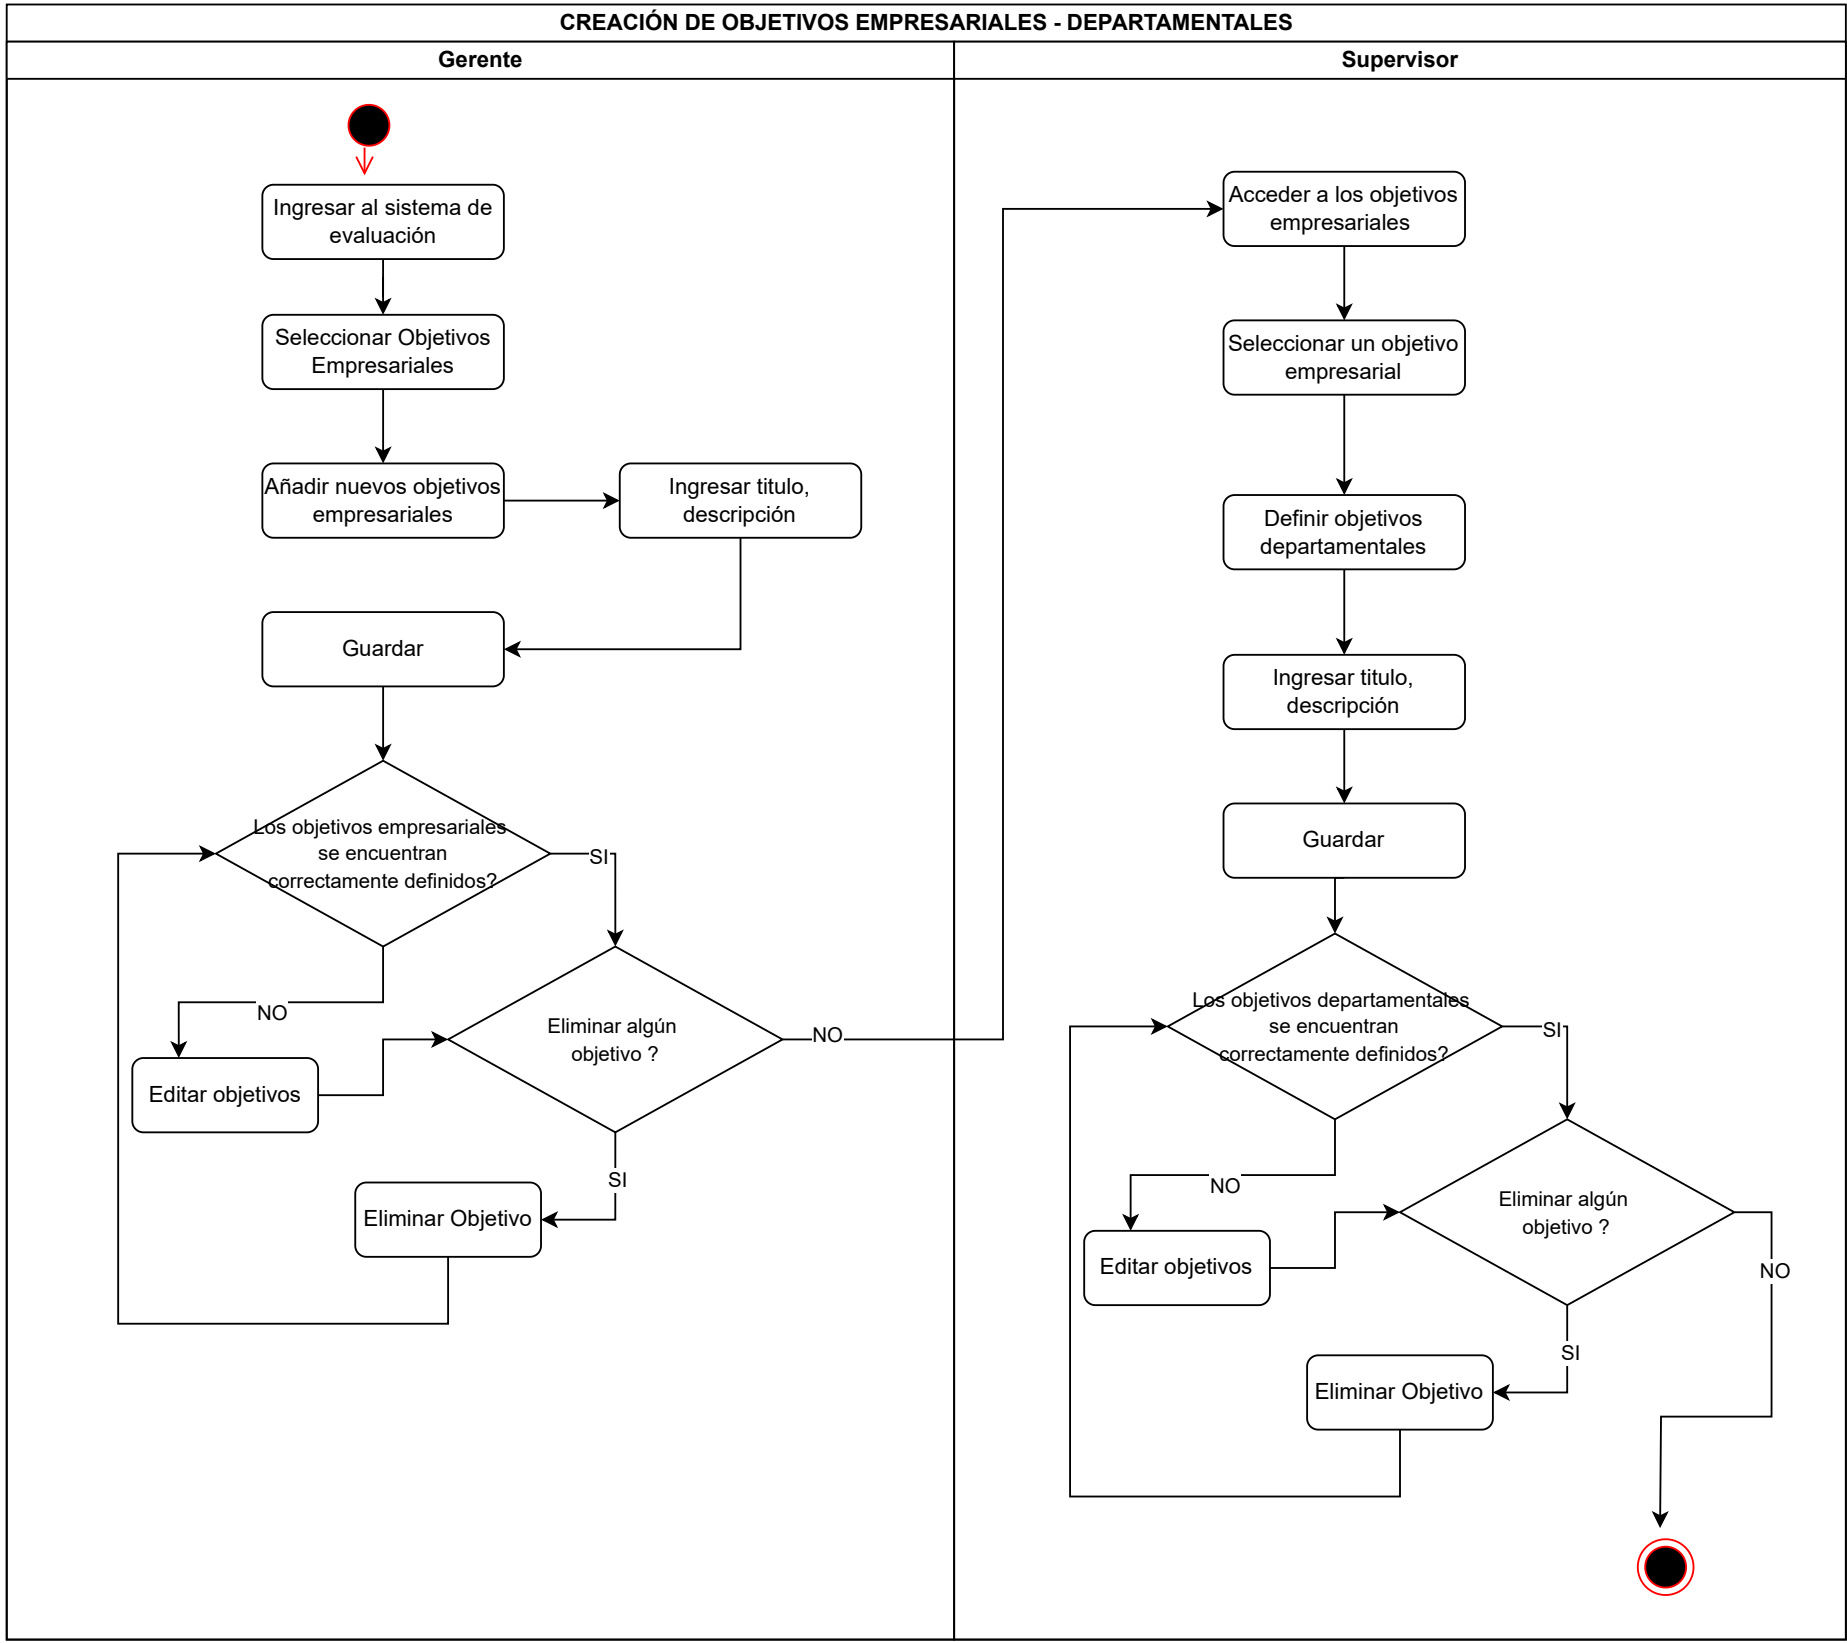 CREACIÓN DE OBJETIVOS EMPRESARIALES - DEPARTAMENTALES
Gerente
Ingresar al sistema de
evaluación
Seleccionar Objetivos
Empresariales
Añadir nuevos objetivos
empresariales
Ingresar titulo,
descripción
Guardar
Los objetivos empresariales
se encuentran
correctamente definidos?
SI
NO
Editar objetivos
Eliminar algún
objetivo ?
NO
SI
Eliminar Objetivo
Supervisor
Acceder a los objetivos
empresariales
Seleccionar un objetivo
empresarial
Definir objetivos
departamentales
Ingresar titulo,
descripción
Guardar
Los objetivos departamentales
se encuentran
correctamente definidos?
SI
NO
Editar objetivos
Eliminar algún
objetivo ?
NO
SI
Eliminar Objetivo